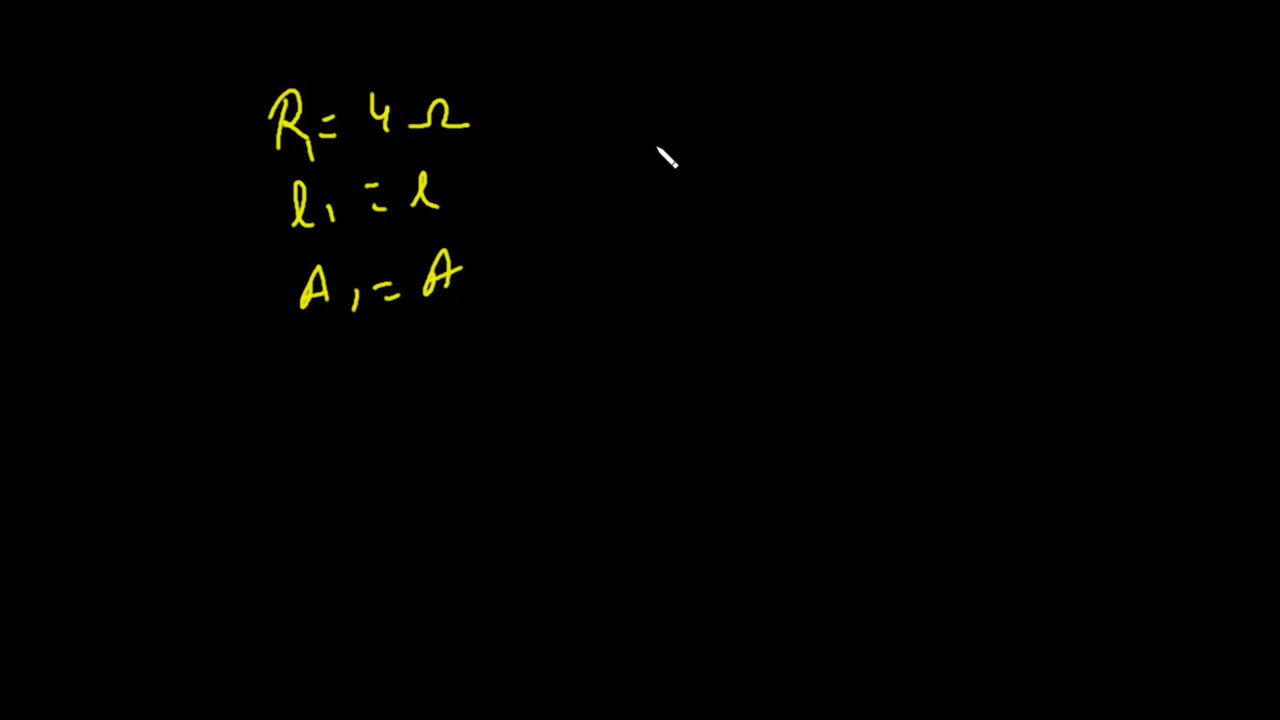 R₁ = 4 Ω
l₁ = l
A₁ = A